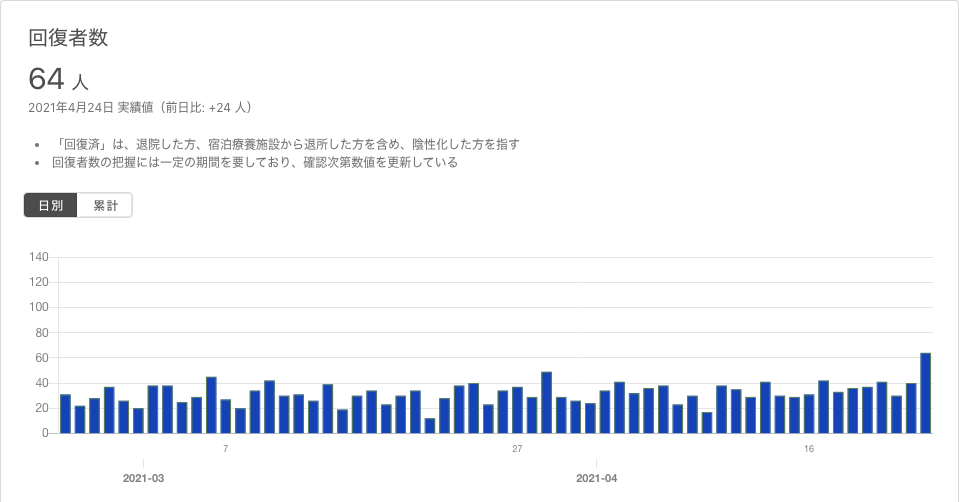 回復者数
64 人
2021年4月24日 実績値（前日比: +24 人）
• 「回復済」は、退院した方、宿泊療養施設から退所した方を含め、陰性化した方を指す
• 回復者数の把握には一定の期間を要しており、確認次第数値を更新している
日別 累計
140
120
100
80
60
40
20
0
7 27 16
2021-03 2021-04